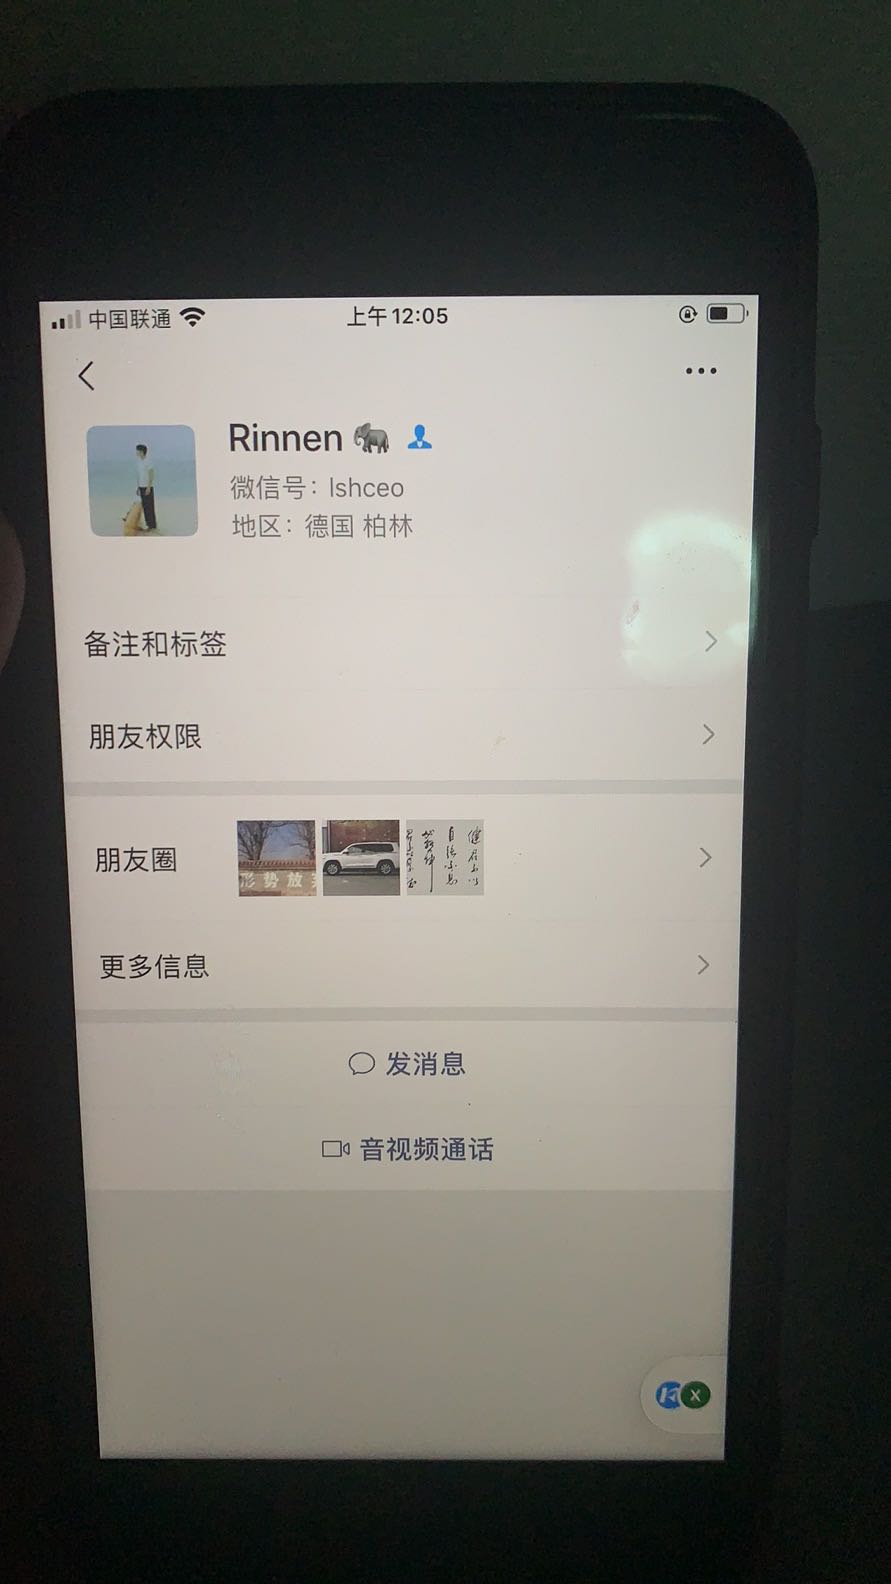 中国联通 上午12:05
Rinnen
微信号：lshceo
地区：德国 柏林
备注和标签
朋友权限
朋友圈
形势放
更多信息
发消息
音视频通话